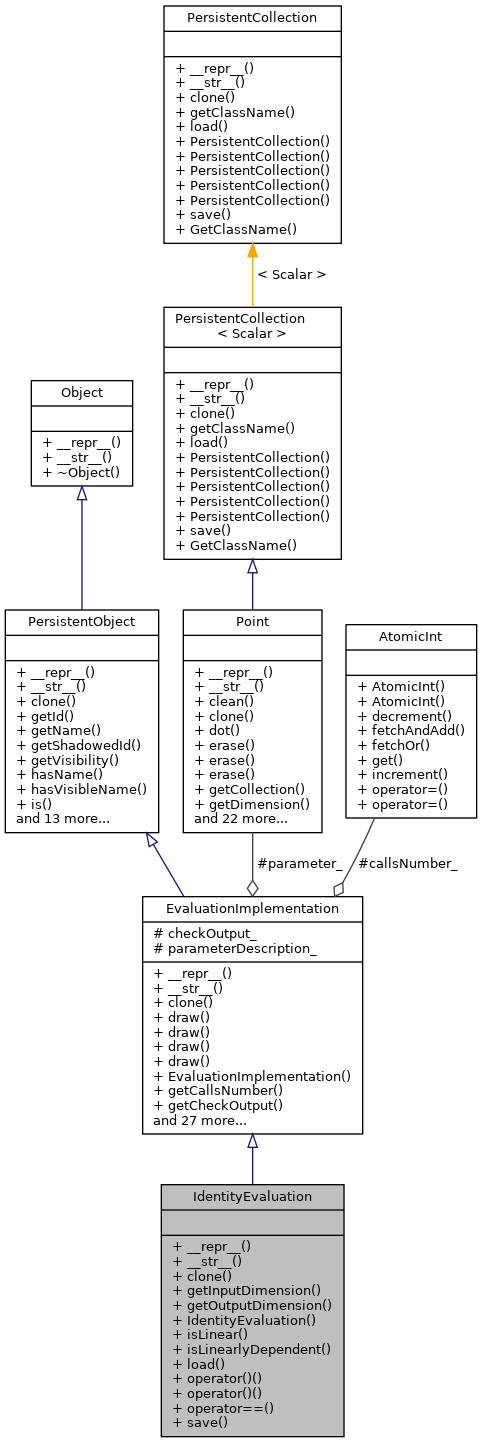 PersistentCollection
+ __repr__()
+ __str__()
+ clone()
+ getClassName()
+ load()
+ PersistentCollection()
+ PersistentCollection()
+ PersistentCollection()
+ PersistentCollection()
+ PersistentCollection()
+ save()
+ GetClassName()
< Scalar >
PersistentCollection
< Scalar >
+ __repr__()
+ __str__()
+ clone()
+ getClassName()
+ load()
+ PersistentCollection()
+ PersistentCollection()
+ PersistentCollection()
+ PersistentCollection()
+ PersistentCollection()
+ save()
+ GetClassName()
Object
+ __repr__()
+ __str__()
+ ~Object()
PersistentObject
+ __repr__()
+ __str__()
+ clone()
+ getId()
+ getName()
+ getShadowedId()
+ getVisibility()
+ hasName()
+ hasVisibleName()
+ is()
and 13 more...
Point
+ __repr__()
+ __str__()
+ clean()
+ clone()
+ dot()
+ erase()
+ erase()
+ erase()
+ getCollection()
+ getDimension()
and 22 more...
AtomicInt
+ AtomicInt()
+ AtomicInt()
+ decrement()
+ fetchAndAdd()
+ fetchOr()
+ get()
+ increment()
+ operator=()
+ operator=()
#parameter_
#callsNumber_
EvaluationImplementation
# checkOutput_
# parameterDescription_
+ __repr__()
+ __str__()
+ clone()
+ draw()
+ draw()
+ draw()
+ draw()
+ EvaluationImplementation()
+ getCallsNumber()
+ getCheckOutput()
and 27 more...
IdentityEvaluation
+ __repr__()
+ __str__()
+ clone()
+ getInputDimension()
+ getOutputDimension()
+ IdentityEvaluation()
+ isLinear()
+ isLinearlyDependent()
+ load()
+ operator()()
+ operator()()
+ operator==()
+ save()